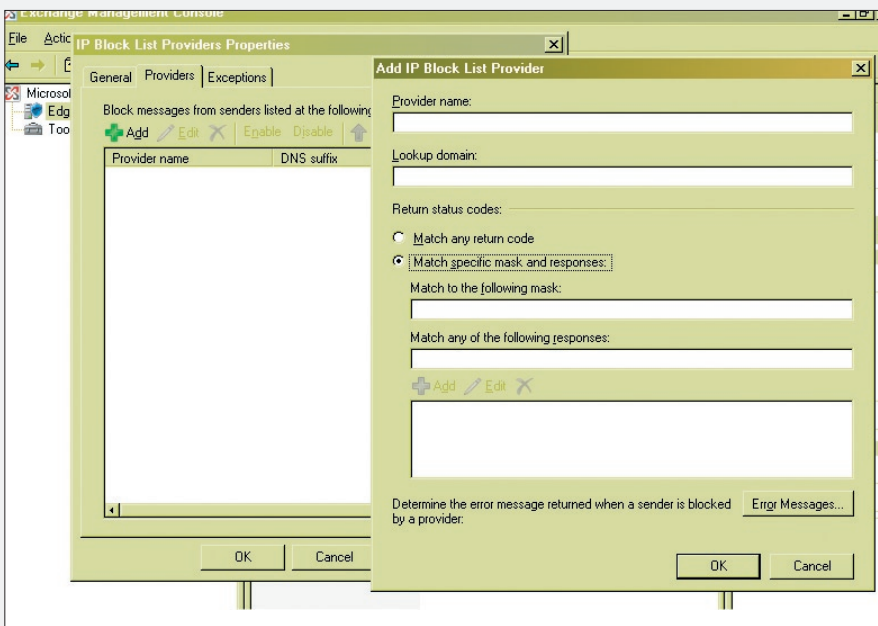 Exchange Management Console
File Actic
Microsof
Edg
Too
IP Block List Providers Properties
General Providers Exceptions
Block messages from senders listed at the following
Add Edit Enable Disable
Provider name DNS suffix
OK Cancel
Add IP Block List Provider
Provider name:
Lookup domain:
Return status codes:
Match any return code
Match specific mask and responses:
Match to the following mask:
Match any of the following responses:
Add Edit
Determine the error message returned when a sender is blocked
by a provider:
Error Messages...
OK Cancel